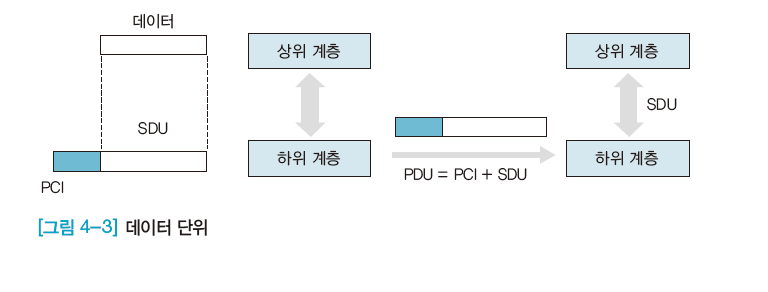 데이터
상위 계층
상위 계층
SDU
SDU
하위 계층
하위 계층
PCI
PDU = PCI + SDU
[그림 4-3] 데이터 단위